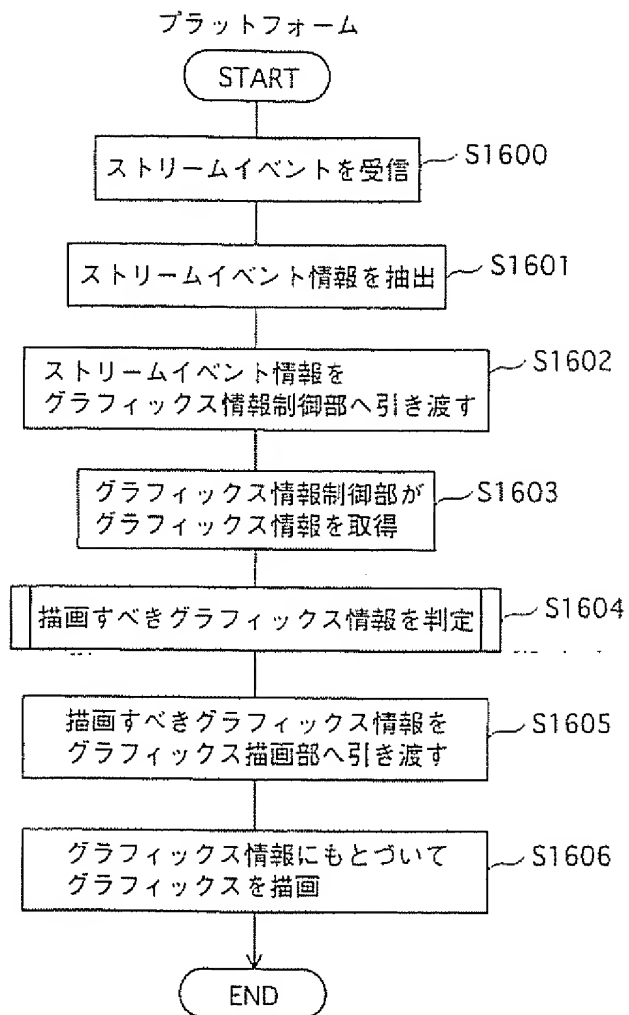 プラットフォーム
START
ストリームイベントを受信
S1600
ストリームイベント情報を抽出
S1601
ストリームイベント情報を
グラフィックス情報制御部へ引き渡す
S1602
グラフィックス情報制御部が
グラフィックス情報を取得
S1603
描画すべきグラフィックス情報を判定
S1604
描画すべきグラフィックス情報を
グラフィックス描画部へ引き渡す
S1605
グラフィックス情報にもとづいて
グラフィックスを描画
S1606
END